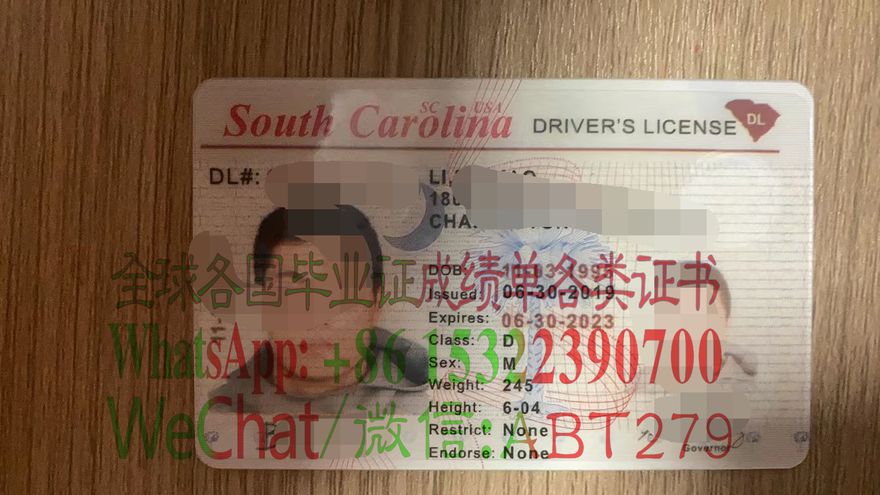 SC USA
South Carolina DRIVER'S LICENSE DL
DL#:
DOB:
全球各国毕业证成绩单各类证书
Issued: 06-30-2019
Expires: 06-30-2023
Class: D
WhatsApp: +86 15322390700
Sex: M
Weight: 245
Height: 6-04
WeChat/微信:ABT279
Restrict: None
Endorse: None
Governor